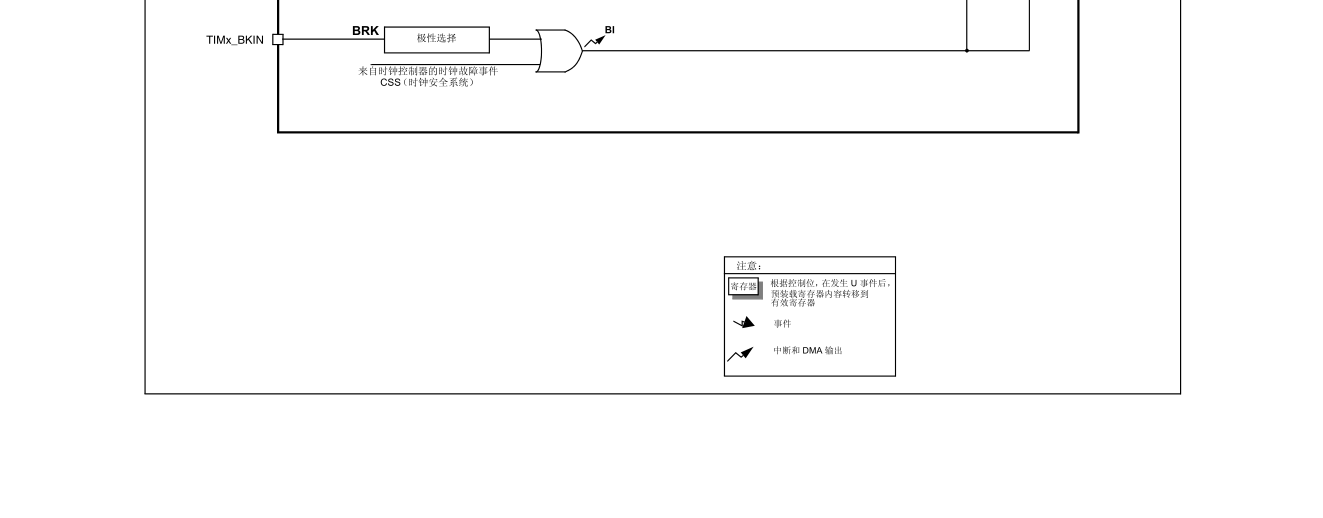 BI
BRK
TIMx_BKIN
极性选择
来自时钟控制器的时钟故障事件
CSS（时钟安全系统）
注意：
寄存器
根据控制位，在发生 U 事件后，
预装载寄存器内容转移到
有效寄存器
事件
中断和 DMA 输出